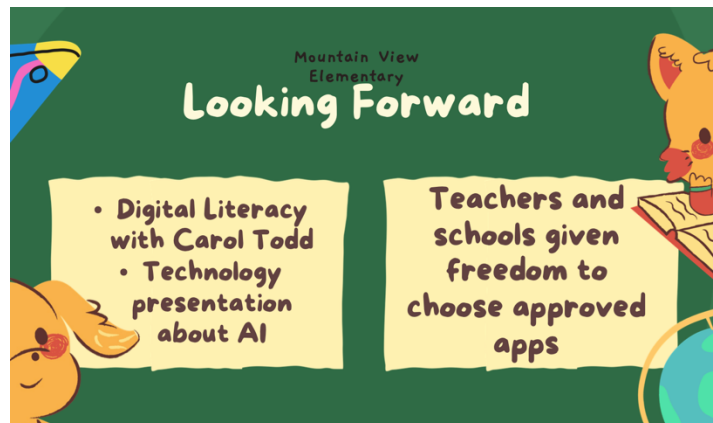 Mountain View
Elementary
Looking Forward
• Digital Literacy
with Carol Todd
• Technology
presentation
about AI
Teachers and
schools given
freedom to
choose approved
apps